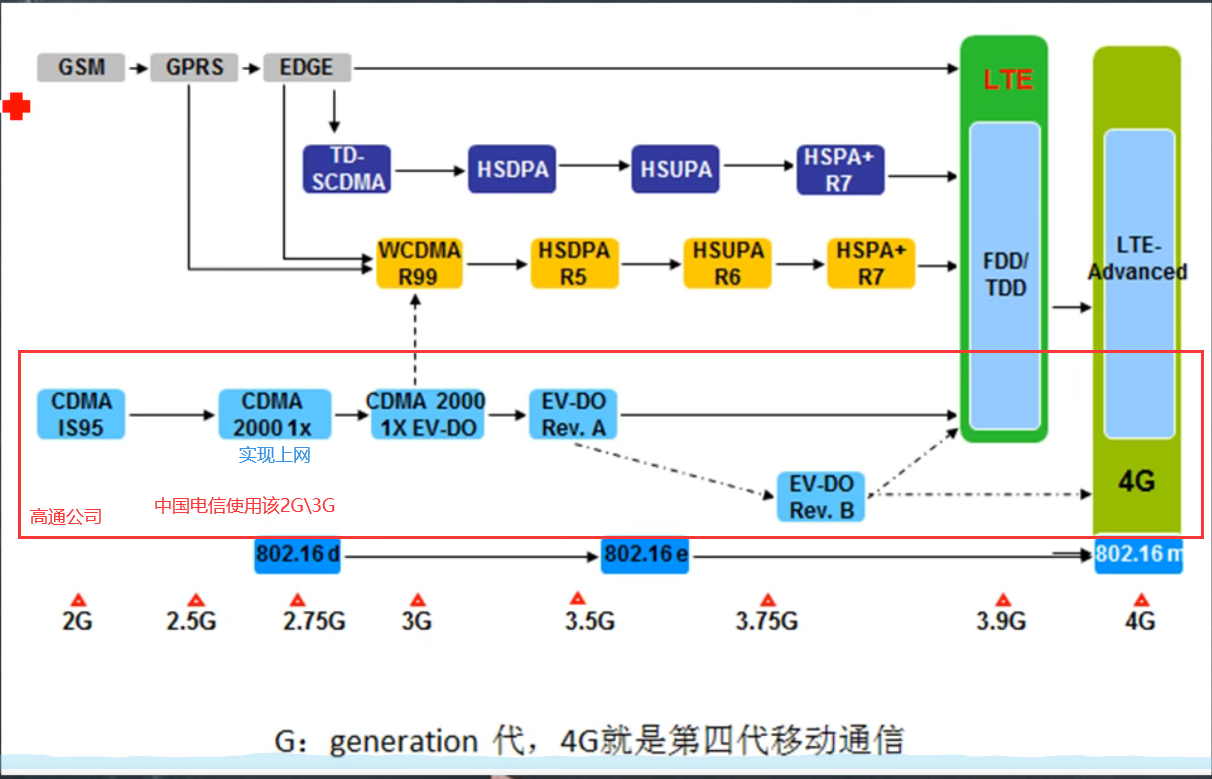 GSM
GPRS
EDGE
LTE
TD-
SCDMA
HSDPA
HSUPA
HSPA+
R7
WCDMA
R99
HSDPA
R5
HSUPA
R6
HSPA+
R7
FDD/
TDD
LTE-
Advanced
CDMA
IS95
CDMA
2000 1x
CDMA 2000
1X EV-DO
EV-DO
Rev. A
实现上网
EV-DO
Rev. B
4G
高通公司
中国电信使用该2G\3G
802.16 d
802.16 e
802.16 m
2G
2.5G
2.75G
3G
3.5G
3.75G
3.9G
4G
G：generation 代，4G就是第四代移动通信